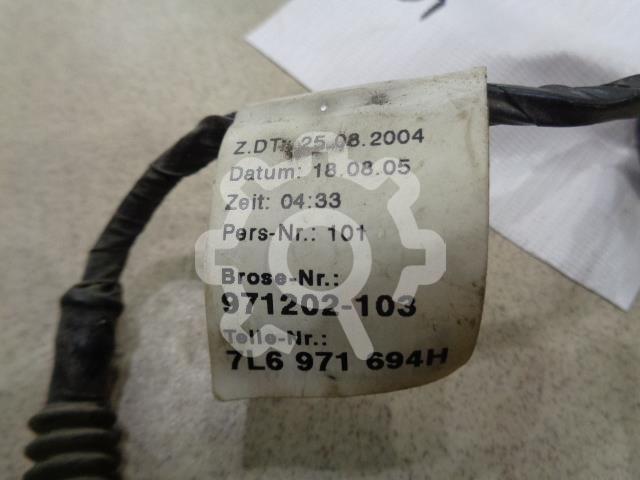 Z.DT: 25.08.2004
Datum: 18.08.05
Zeit: 04:33
Pers-Nr.: 101
Brose-Nr.:
971202-103
Teile-Nr.:
7L6 971 694H